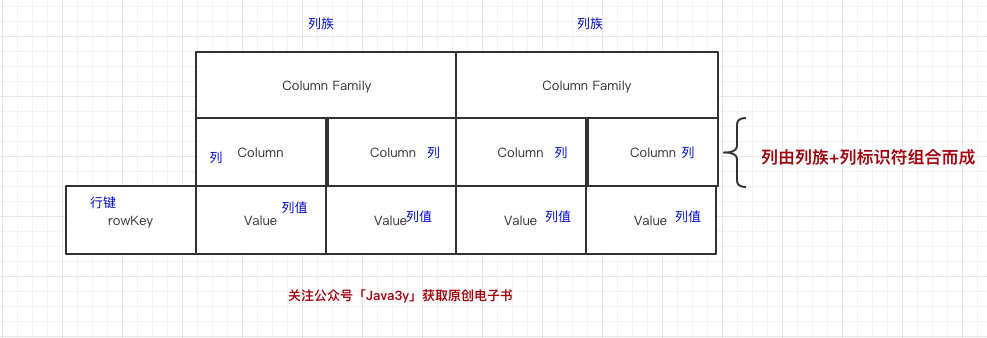 列族 列族
Column Family Column Family
列 Column Column 列 Column 列 Column 列
列由列族+列标识符组合而成
行键 列值 列值 列值 列值
rowKey Value Value Value Value
关注公众号「Java3y」获取原创电子书